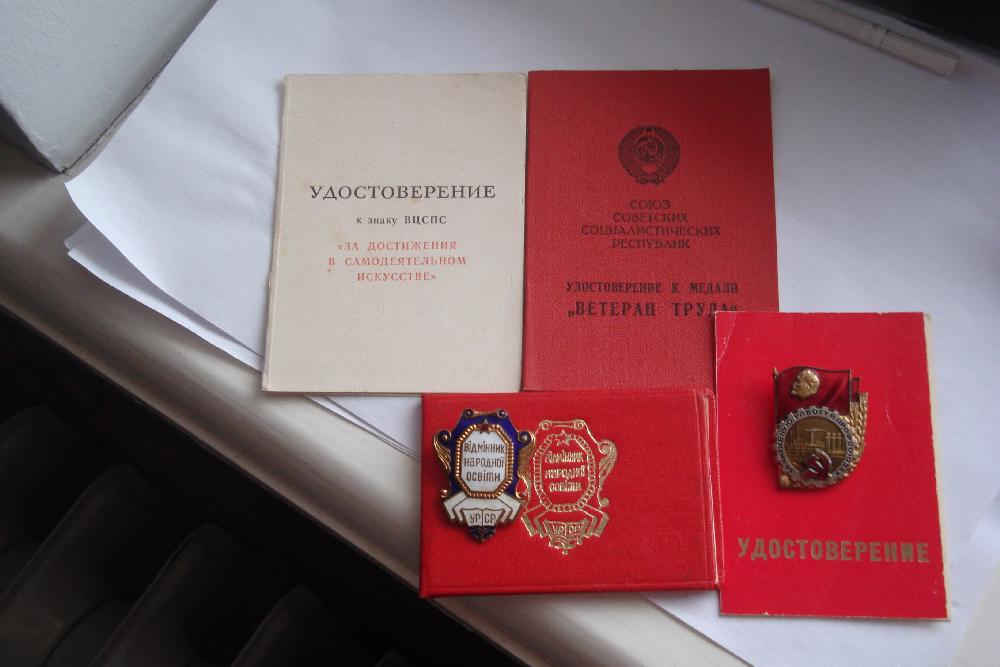 УДОСТОВЕРЕНИЕ
к знаку ВЦСПС
«ЗА ДОСТИЖЕНИЯ
В САМОДЕЯТЕЛЬНОМ
ИСКУССТВЕ»
СОЮЗ
СОВЕТСКИХ
СОЦИАЛИСТИЧЕСКИХ
РЕСПУБЛИК
УДОСТОВЕРЕНИЕ К МЕДАЛИ
„ВЕТЕРАН ТРУДА“
ВІДМІННИК
НАРОДНОЇ
ОСВІТИ
УРСР
ВІДМІННИК
НАРОДНОЇ
ОСВІТИ
УРСР
УДОСТОВЕРЕНИЕ